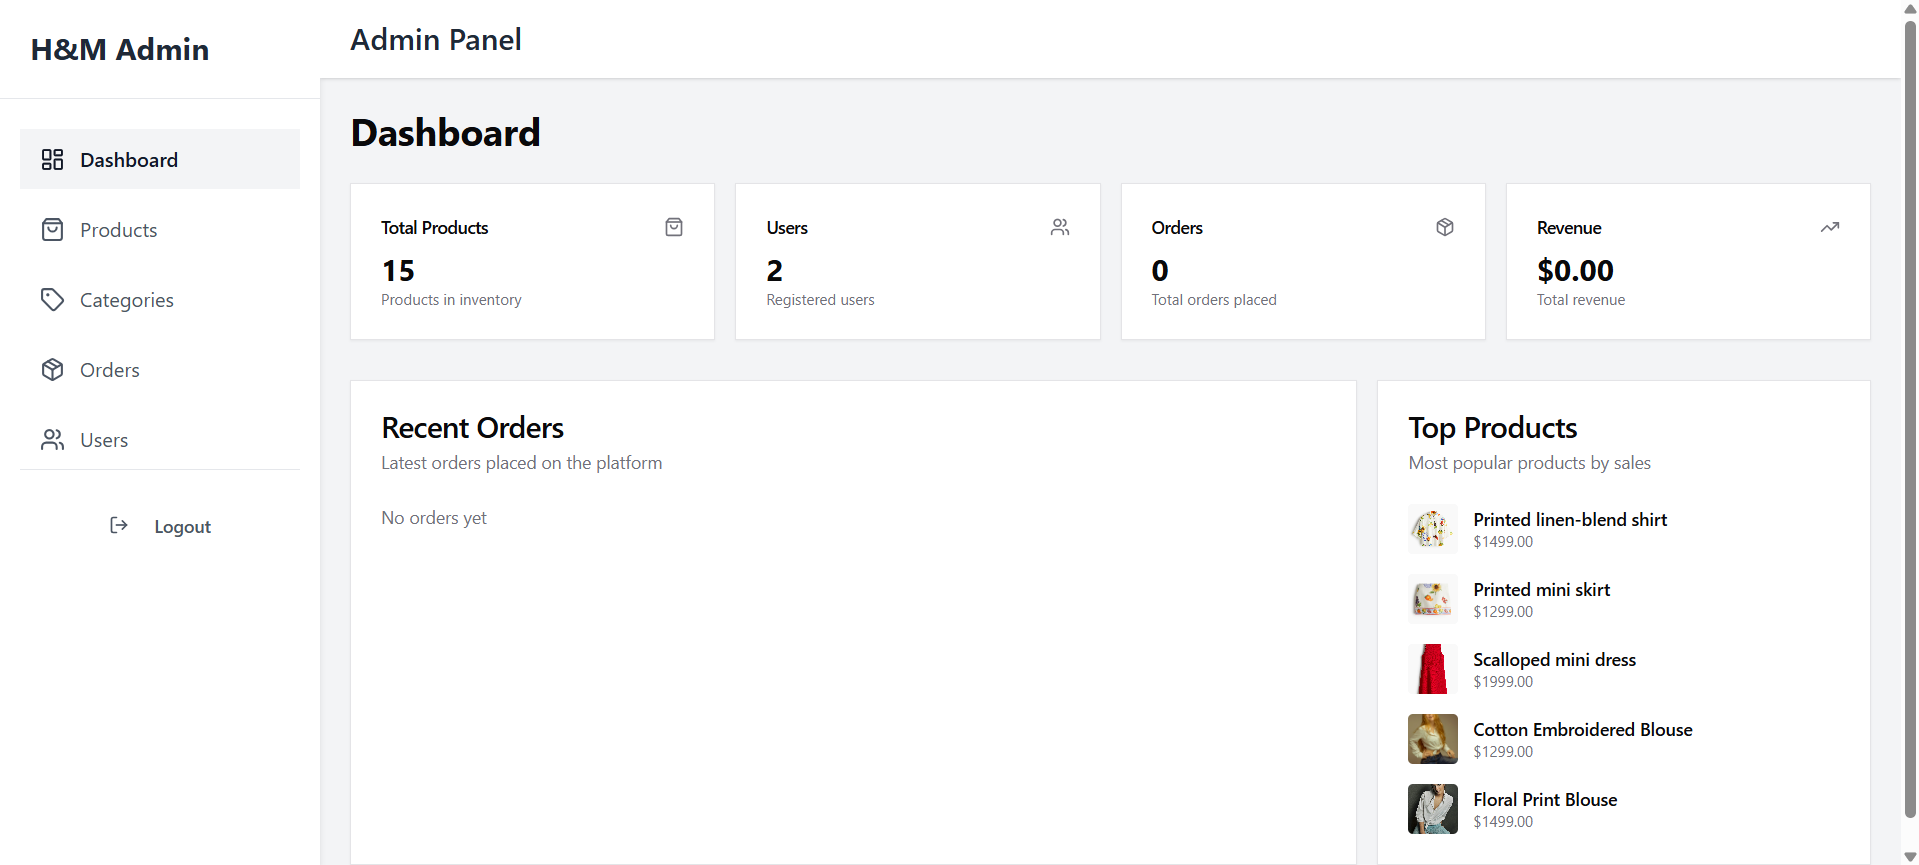 H&M Admin
Dashboard
Products
Categories
Orders
Users
Logout
Admin Panel
Dashboard
Total Products
15
Products in inventory
Users
2
Registered users
Orders
0
Total orders placed
Revenue
$0.00
Total revenue
Recent Orders
Latest orders placed on the platform
No orders yet
Top Products
Most popular products by sales
Printed linen-blend shirt
$1499.00
Printed mini skirt
$1299.00
Scalloped mini dress
$1999.00
Cotton Embroidered Blouse
$1299.00
Floral Print Blouse
$1499.00